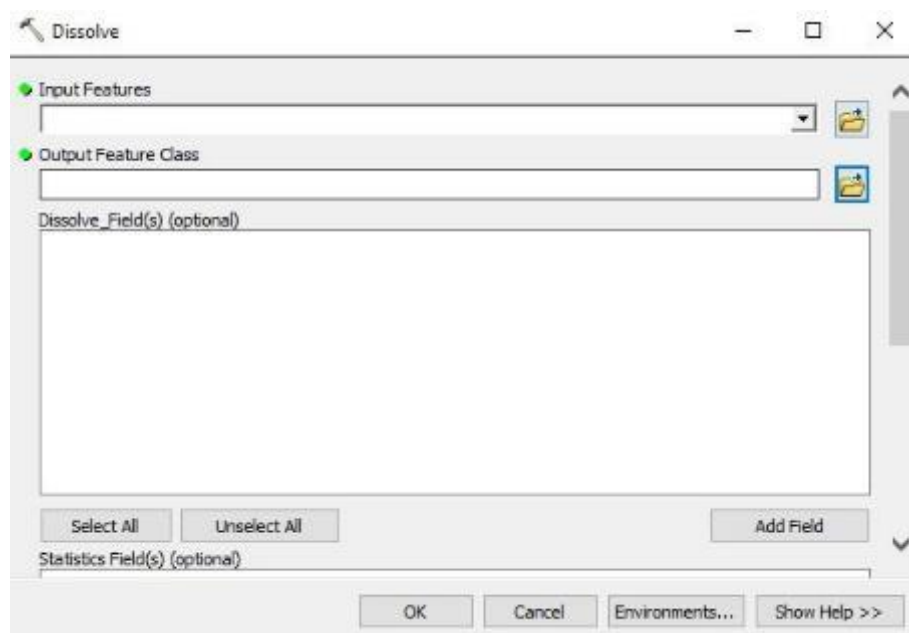 Dissolve
Input Features
Output Feature Class
Dissolve_Field(s) (optional)
Select All Unselect All Add Field
Statistics Field(s) (optional)
OK Cancel Environments... Show Help >>